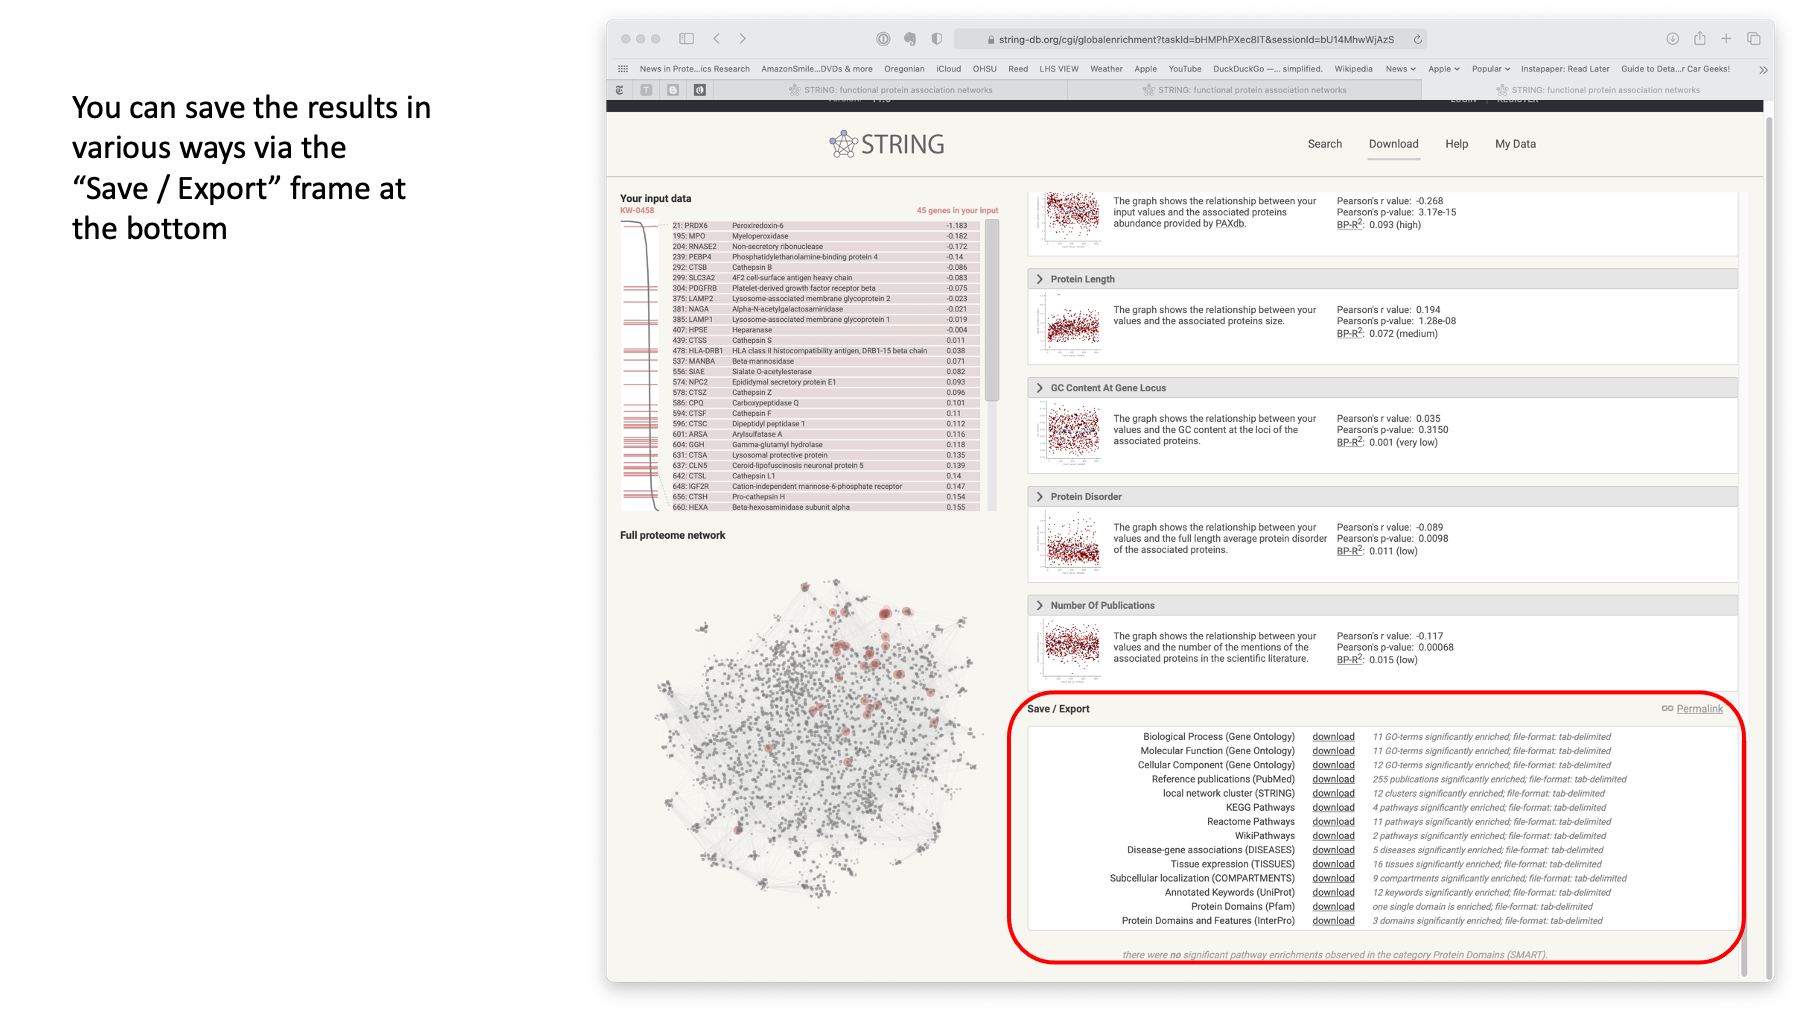 You can save the results in
various ways via the
“Save / Export” frame at
the bottom
string-db.org/cgi/globalenrichment?taskId=bHMPhPXec8IT&sessionId=bU14MhwWjAzS
News in Prote...ics Research AmazonSmile...DVDs & more Oregonian iCloud OHSU Reed LHS VIEW Weather Apple YouTube DuckDuckGo —... simplified. Wikipedia News Apple Popular Instapaper: Read Later Guide to Deta...r Car Geeks!
STRING: functional protein association networks STRING: functional protein association networks STRING: functional protein association networks
STRING
Search Download Help My Data
Your input data
KW-0458 45 genes in your input
21: PRDX6 Peroxiredoxin-6 -1.183
195: MPO Myeloperoxidase -0.182
204: RNASE2 Non-secretory ribonuclease -0.172
239: PEBP4 Phosphatidylethanolamine-binding protein 4 -0.14
292: CTSB Cathepsin B -0.086
299: SLC3A2 4F2 cell-surface antigen heavy chain -0.083
304: PDGFRB Platelet-derived growth factor receptor beta -0.075
375: LAMP2 Lysosome-associated membrane glycoprotein 2 -0.023
381: NAGA Alpha-N-acetylgalactosaminidase -0.021
385: LAMP1 Lysosome-associated membrane glycoprotein 1 -0.019
407: HPSE Heparanase -0.004
439: CTSS Cathepsin S 0.011
478: HLA-DRB1 HLA class II histocompatibility antigen, DRB1-15 beta chain 0.038
537: MANBA Beta-mannosidase 0.071
556: SIAE Sialate O-acetylesterase 0.082
574: NPC2 Epididymal secretory protein E1 0.093
578: CTSZ Cathepsin Z 0.096
586: CPQ Carboxypeptidase Q 0.101
594: CTSF Cathepsin F 0.11
596: CTSC Dipeptidyl peptidase 1 0.112
601: ARSA Arylsulfatase A 0.116
604: GGH Gamma-glutamyl hydrolase 0.118
631: CTSA Lysosomal protective protein 0.135
637: CLN5 Ceroid-lipofuscinosis neuronal protein 5 0.139
642: CTSL Cathepsin L1 0.14
648: IGF2R Cation-independent mannose-6-phosphate receptor 0.147
656: CTSH Pro-cathepsin H 0.154
660: HEXA Beta-hexosaminidase subunit alpha 0.155
Full proteome network
The graph shows the relationship between your Pearson's r value: -0.268
input values and the associated proteins Pearson's p-value: 3.17e-15
abundance provided by PAXdb. BP-R²: 0.093 (high)
Protein Length
The graph shows the relationship between your Pearson's r value: 0.194
values and the associated proteins size. Pearson's p-value: 1.28e-08
BP-R²: 0.072 (medium)
GC Content At Gene Locus
The graph shows the relationship between your Pearson's r value: 0.035
values and the GC content at the loci of the Pearson's p-value: 0.3150
associated proteins. BP-R²: 0.001 (very low)
Protein Disorder
The graph shows the relationship between your Pearson's r value: -0.089
values and the full length average protein disorder Pearson's p-value: 0.0098
of the associated proteins. BP-R²: 0.011 (low)
Number Of Publications
The graph shows the relationship between your Pearson's r value: -0.117
values and the number of the mentions of the Pearson's p-value: 0.00068
associated proteins in the scientific literature. BP-R²: 0.015 (low)
Save / Export Permalink
Biological Process (Gene Ontology) download 11 GO-terms significantly enriched; file-format: tab-delimited
Molecular Function (Gene Ontology) download 11 GO-terms significantly enriched; file-format: tab-delimited
Cellular Component (Gene Ontology) download 12 GO-terms significantly enriched; file-format: tab-delimited
Reference publications (PubMed) download 255 publications significantly enriched; file-format: tab-delimited
local network cluster (STRING) download 12 clusters significantly enriched; file-format: tab-delimited
KEGG Pathways download 4 pathways significantly enriched; file-format: tab-delimited
Reactome Pathways download 11 pathways significantly enriched; file-format: tab-delimited
WikiPathways download 2 pathways significantly enriched; file-format: tab-delimited
Disease-gene associations (DISEASES) download 5 diseases significantly enriched; file-format: tab-delimited
Tissue expression (TISSUES) download 16 tissues significantly enriched; file-format: tab-delimited
Subcellular localization (COMPARTMENTS) download 9 compartments significantly enriched; file-format: tab-delimited
Annotated Keywords (UniProt) download 12 keywords significantly enriched; file-format: tab-delimited
Protein Domains (Pfam) download one single domain is enriched; file-format: tab-delimited
Protein Domains and Features (InterPro) download 3 domains significantly enriched; file-format: tab-delimited
there were no significant pathway enrichments observed in the category Protein Domains (SMART).